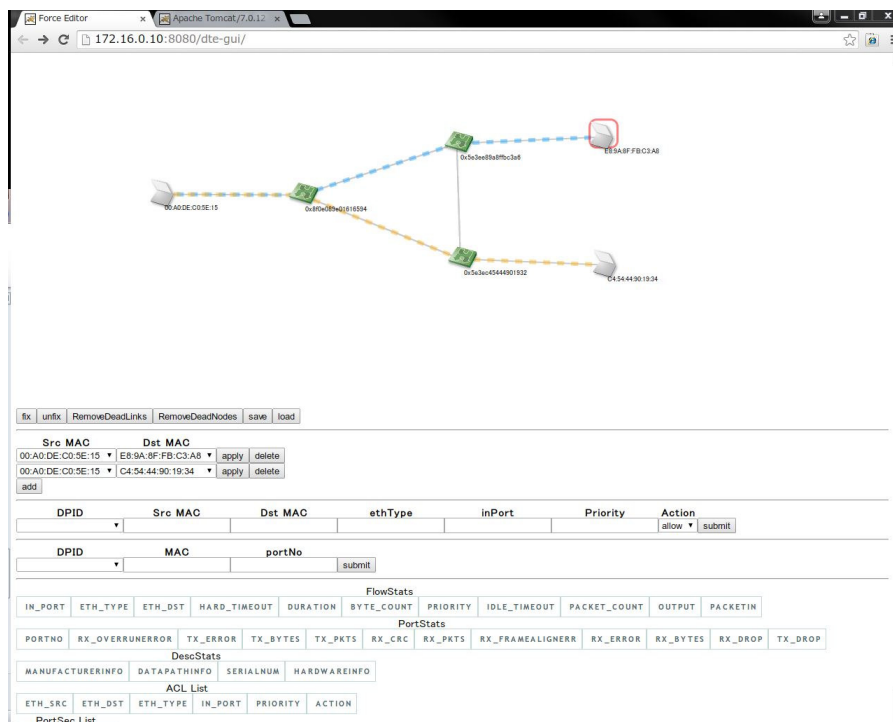 Force Editor
Apache Tomcat/7.0.12
172.16.0.10:8080/dte-gui/
E8:9A:8F:FB:C3:A8
0x5e3ee89a8ffbc3a8
00:A0:DE:C0:5E:15
0x8f0e083e01616594
0x5e3ec45444901932
C4:54:44:90:19:34
fix unfix RemoveDeadLinks RemoveDeadNodes save load
Src MAC Dst MAC
00:A0:DE:C0:5E:15 E8:9A:8F:FB:C3:A8 apply delete
00:A0:DE:C0:5E:15 C4:54:44:90:19:34 apply delete
add
DPID Src MAC Dst MAC ethType inPort Priority Action
allow submit
DPID MAC portNo
submit
FlowStats
IN_PORT ETH_TYPE ETH_DST HARD_TIMEOUT DURATION BYTE_COUNT PRIORITY IDLE_TIMEOUT PACKET_COUNT OUTPUT PACKETIN
PortStats
PORTNO RX_OVERRUNERROR TX_ERROR TX_BYTES TX_PKTS RX_CRC RX_PKTS RX_FRAMEALIGNERR RX_ERROR RX_BYTES RX_DROP TX_DROP
DescStats
MANUFACTURERINFO DATAPATHINFO SERIALNUM HARDWAREINFO
ACL List
ETH_SRC ETH_DST ETH_TYPE IN_PORT PRIORITY ACTION
PortSec List